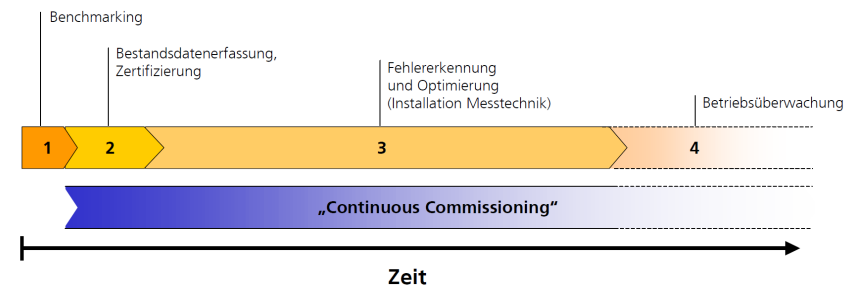 Benchmarking
Bestandsdatenerfassung,
Zertifizierung
Fehlererkennung
und Optimierung
(Installation Messtechnik)
Betriebsüberwachung
1
2
3
4
„Continuous Commissioning“
Zeit